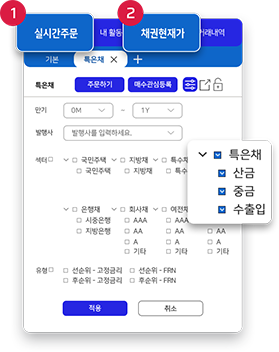 1 2
실시간주문 내 활동 채권현재가 거래내역
기본 특은채 × +
특은채 주문하기 매수관심등록
만기 0M ~ 1Y
발행사 발행사를 입력하세요.
섹터 국민주택 지방채 특수
국민주택 지방채 특
은행채 회사채 여전
시중은행 AAA AAA
지방은행 AA AA AA
A A A
기타 기타 기타
특은채
산금
중금
수출입
유형 선순위 - 고정금리 선순위 - FRN
후순위 - 고정금리 후순위 - FRN
적용 취소